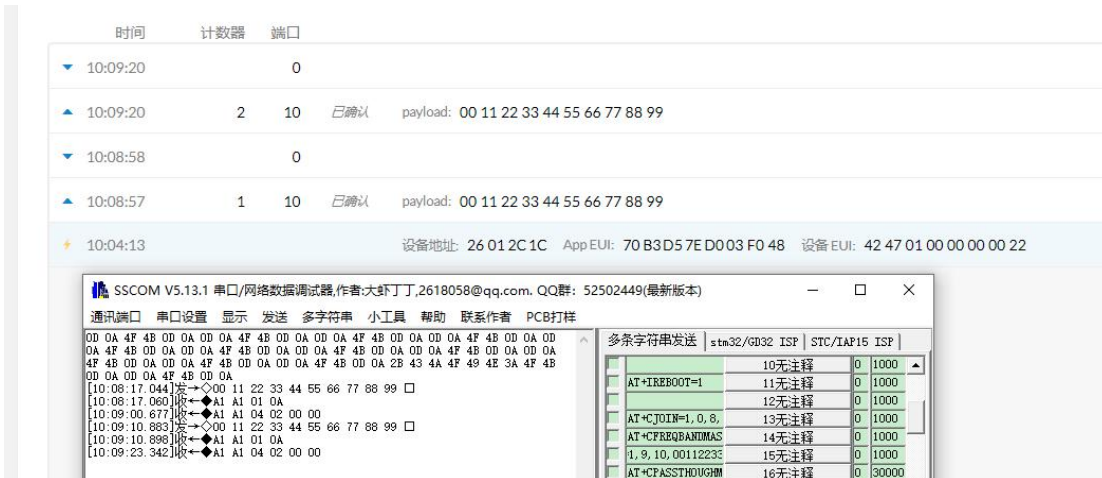 时间 计数器 端口
10:09:20 0
10:09:20 2 10 已确认 payload: 00 11 22 33 44 55 66 77 88 99
10:08:58 0
10:08:57 1 10 已确认 payload: 00 11 22 33 44 55 66 77 88 99
10:04:13 设备地址: 26 01 2C 1C App EUI: 70 B3 D5 7E D0 03 F0 48 设备 EUI: 42 47 01 00 00 00 00 22
SSCOM V5.13.1 串口/网络数据调试器,作者:大虾丁丁,2618058@qq.com. QQ群: 52502449(最新版本)
通讯端口 串口设置 显示 发送 多字符串 小工具 帮助 联系作者 PCB打样
0D 0A 4F 4B 0D 0A 0D 0A 4F 4B 0D 0A 0D 0A 4F 4B 0D 0A 0D 0A 4F 4B 0D 0A 0D
0A 4F 4B 0D 0A 0D 0A 4F 4B 0D 0A 0D 0A 4F 4B 0D 0A 0D 0A 4F 4B 0D 0A 0D 0A
4F 4B 0D 0A 0D 0A 4F 4B 0D 0A 0D 0A 4F 4B 0D 0A 2B 43 4A 4F 49 4E 3A 4F 4B
0D 0A 0D 0A 4F 4B 0D 0A
[10:08:17.044]发→◇00 11 22 33 44 55 66 77 88 99 □
[10:08:17.060]收←◆A1 A1 01 0A
[10:09:00.677]收←◆A1 A1 04 02 00 00
[10:09:10.883]发→◇00 11 22 33 44 55 66 77 88 99 □
[10:09:10.898]收←◆A1 A1 01 0A
[10:09:23.342]收←◆A1 A1 04 02 00 00
多条字符串发送 stm32/GD32 ISP STC/IAP15 ISP
10无注释 0 1000
AT+IREBOOT=1 11无注释 0 1000
12无注释 0 1000
AT+CJOIN=1,0,8, 13无注释 0 1000
AT+CFREQBANDMAS 14无注释 0 1000
1,9,10,00112233 15无注释 0 1000
AT+CPASSTHOUGHM 16无注释 0 30000